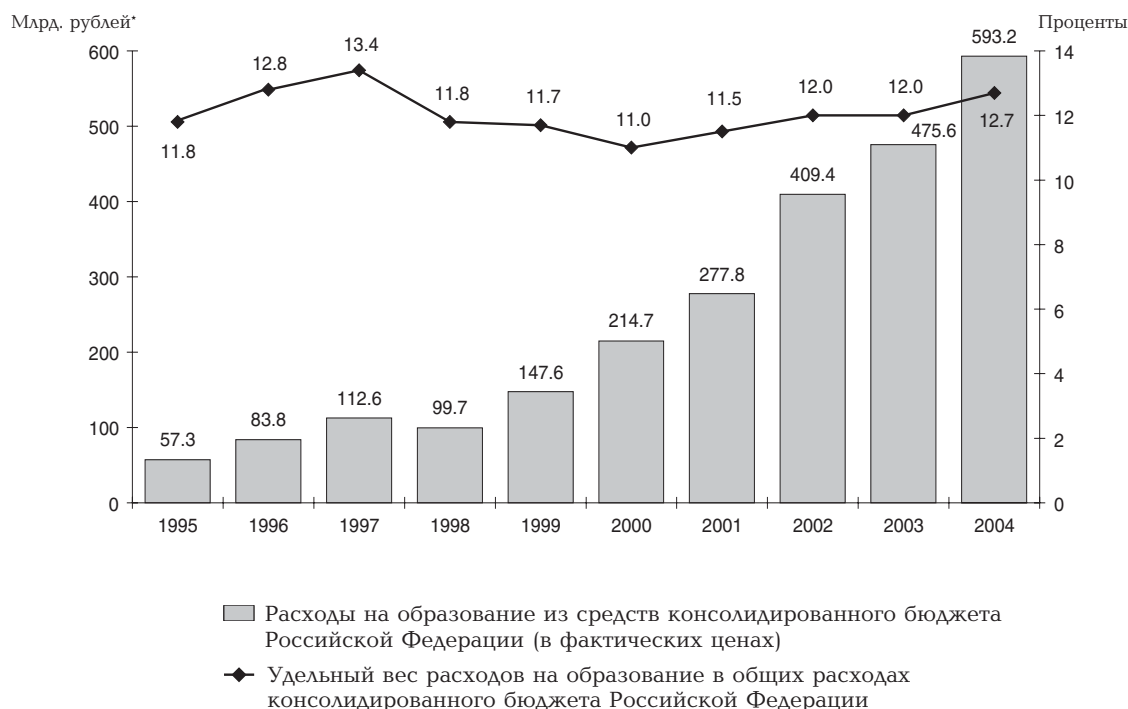 Млрд. рублей* Проценты
593.2
600 13.4 14
12.8
11.8 11.7 11.5 12.0 12.0
11.0
500 12
11.8 475.6 12.7
409.4
400 10
8
300 277.8
6
214.7
200
147.6 4
112.6
99.7
100 83.8
57.3 2
0 0
1995 1996 1997 1998 1999 2000 2001 2002 2003 2004
Расходы на образование из средств консолидированного бюджета
Российской Федерации (в фактических ценах)
Удельный вес расходов на образование в общих расходах
консолидированного бюджета Российской Федерации